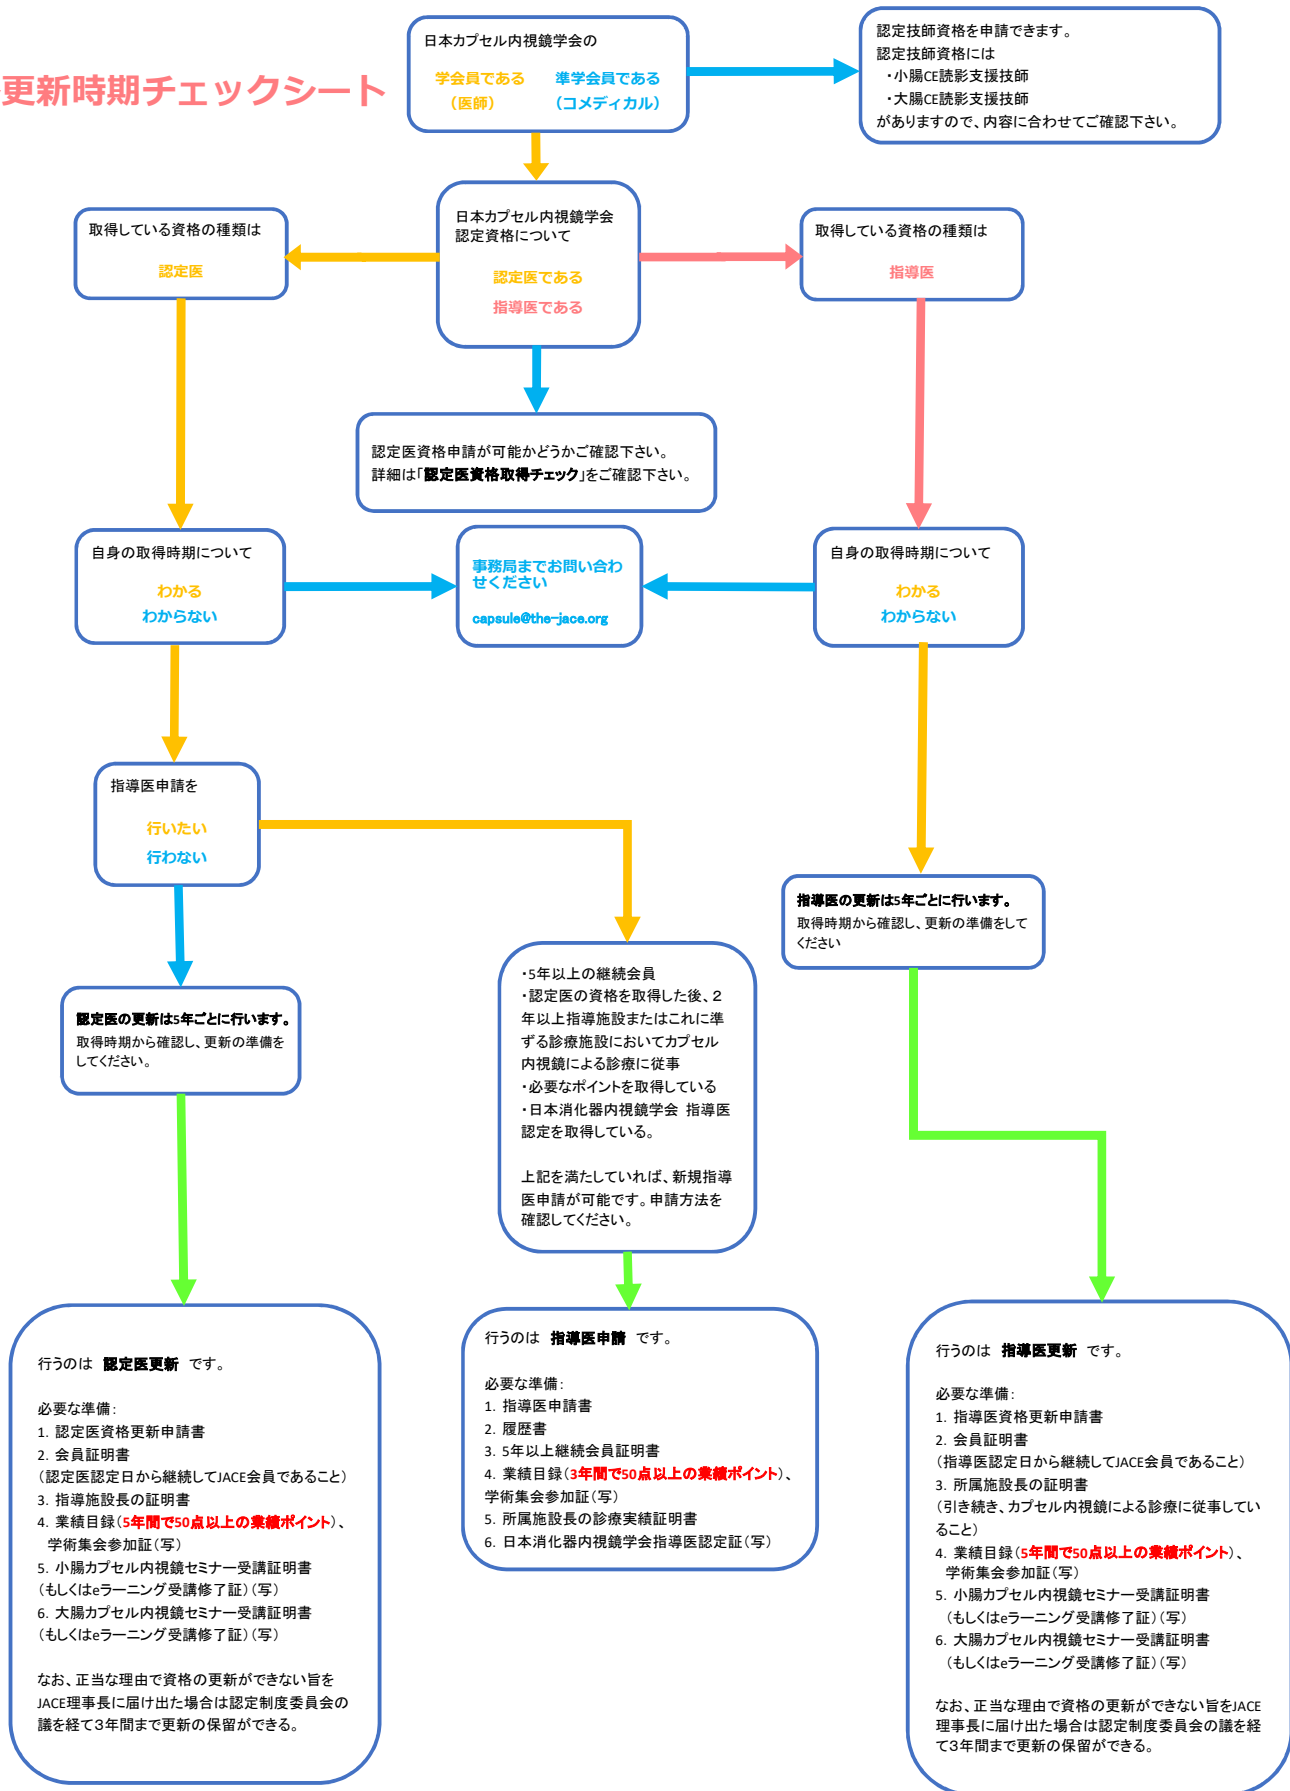 更新時期チェックシート
日本カプセル内視鏡学会の
学会員である 準学会員である
（医師） （コメディカル）
認定技師資格を申請できます。
認定技師資格には
・小腸CE読影支援技師
・大腸CE読影支援技師
がありますので、内容に合わせてご確認下さい。
取得している資格の種類は
認定医
日本カプセル内視鏡学会
認定資格について
認定医である
指導医である
取得している資格の種類は
指導医
認定医資格申請が可能かどうかご確認下さい。
詳細は「認定医資格取得チェック」をご確認下さい。
自身の取得時期について
わかる
わからない
事務局までお問い合わ
せください
capsule@the-jace.org
自身の取得時期について
わかる
わからない
指導医申請を
行いたい
行わない
指導医の更新は5年ごとに行います。
取得時期から確認し、更新の準備をして
ください
認定医の更新は5年ごとに行います。
取得時期から確認し、更新の準備を
してください。
・5年以上の継続会員
・認定医の資格を取得した後、２
年以上指導施設またはこれに準
ずる診療施設においてカプセル
内視鏡による診療に従事
・必要なポイントを取得している
・日本消化器内視鏡学会 指導医
認定を取得している。
上記を満たしていれば、新規指導
医申請が可能です。申請方法を
確認してください。
行うのは 認定医更新 です。
必要な準備：
1. 認定医資格更新申請書
2. 会員証明書
（認定医認定日から継続してJACE会員であること）
3. 指導施設長の証明書
4. 業績目録（5年間で50点以上の業績ポイント）、
学術集会参加証（写）
5. 小腸カプセル内視鏡セミナー受講証明書
（もしくはeラーニング受講修了証）（写）
6. 大腸カプセル内視鏡セミナー受講証明書
（もしくはeラーニング受講修了証）（写）
なお、正当な理由で資格の更新ができない旨を
JACE理事長に届け出た場合は認定制度委員会の
議を経て３年間まで更新の保留ができる。
行うのは 指導医申請 です。
必要な準備：
1. 指導医申請書
2. 履歴書
3. 5年以上継続会員証明書
4. 業績目録（3年間で50点以上の業績ポイント）、
学術集会参加証（写）
5. 所属施設長の診療実績証明書
6. 日本消化器内視鏡学会指導医認定証（写）
行うのは 指導医更新 です。
必要な準備：
1. 指導医資格更新申請書
2. 会員証明書
（指導医認定日から継続してJACE会員であること）
3. 所属施設長の証明書
（引き続き、カプセル内視鏡による診療に従事してい
ること）
4. 業績目録（5年間で50点以上の業績ポイント）、
学術集会参加証（写）
5. 小腸カプセル内視鏡セミナー受講証明書
（もしくはeラーニング受講修了証）（写）
6. 大腸カプセル内視鏡セミナー受講証明書
（もしくはeラーニング受講修了証）（写）
なお、正当な理由で資格の更新ができない旨をJACE
理事長に届け出た場合は認定制度委員会の議を経
て３年間まで更新の保留ができる。